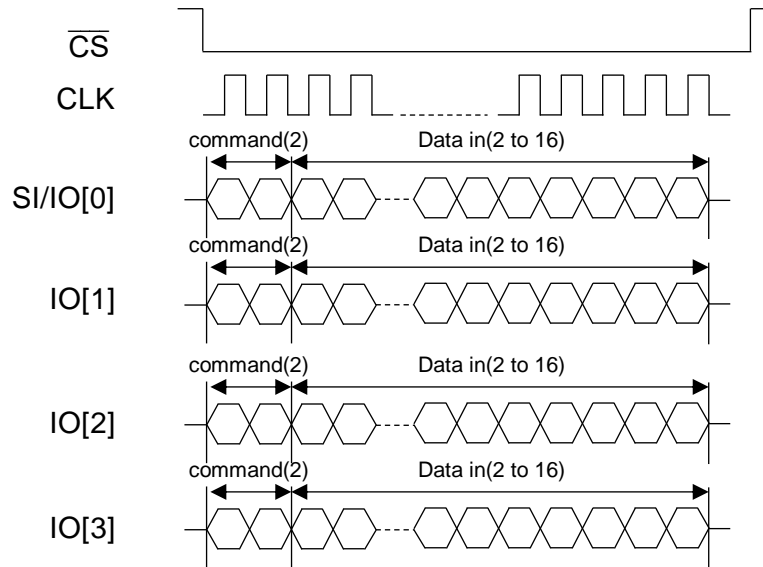 CS
CLK
command(2) Data in(2 to 16)
SI/IO[0]
command(2) Data in(2 to 16)
IO[1]
command(2) Data in(2 to 16)
IO[2]
command(2) Data in(2 to 16)
IO[3]